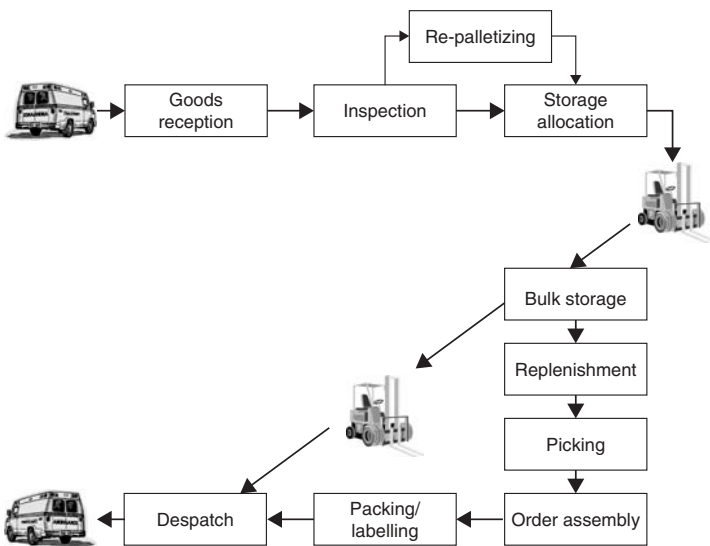 Re-palletizing
Goods
reception
Inspection
Storage
allocation
Bulk storage
Replenishment
Picking
Order assembly
Packing/
labelling
Despatch